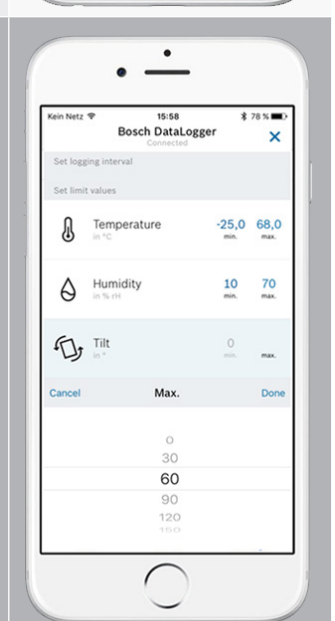 Kein Netz 15:58 78 %
Bosch DataLogger
Connected
Set logging interval
Set limit values
Temperature -25,0 68,0
in °C min. max.
Humidity 10 70
in % rH min. max.
Tilt 0
in ° min. max.
Cancel Max. Done
0
30
60
90
120
150